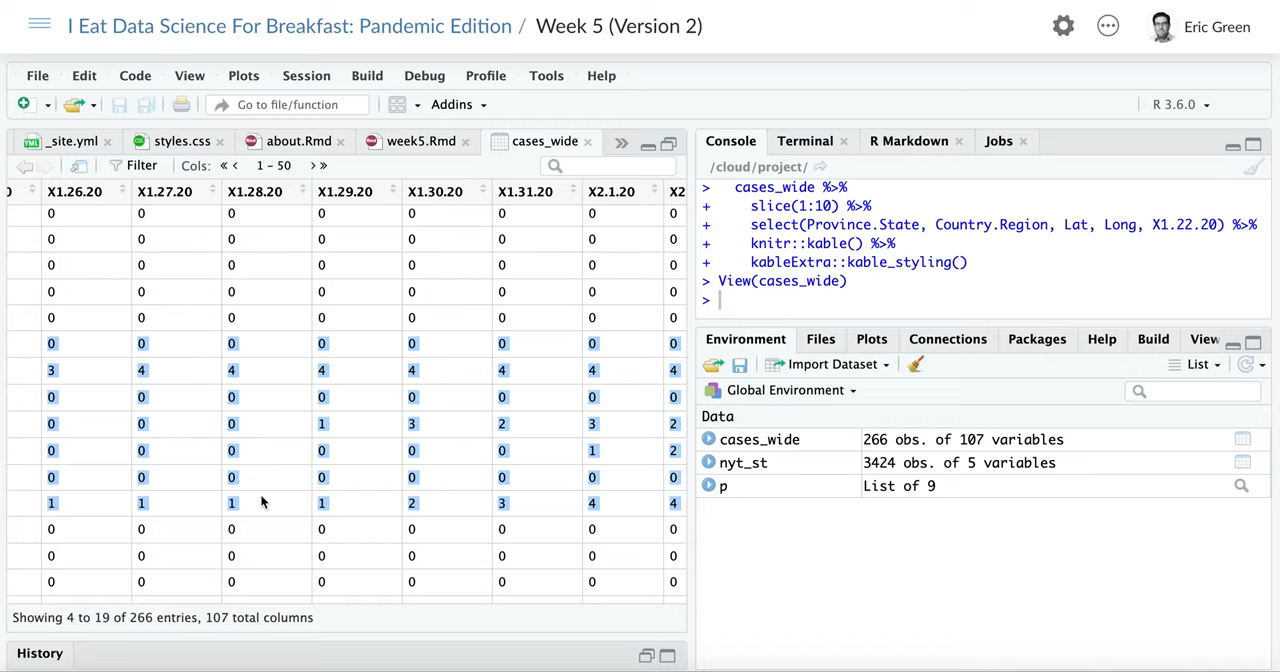 I Eat Data Science For Breakfast: Pandemic Edition / Week 5 (Version 2)
Eric Green
File Edit Code View Plots Session Build Debug Profile Tools Help
Go to file/function Addins R 3.6.0
_site.yml styles.css about.Rmd week5.Rmd cases_wide
Filter Cols: « < 1 - 50 > »
0 X1.26.20 X1.27.20 X1.28.20 X1.29.20 X1.30.20 X1.31.20 X2.1.20 X2
0 0 0 0 0 0 0 0
0 0 0 0 0 0 0 0
0 0 0 0 0 0 0 0
0 0 0 0 0 0 0 0
0 0 0 0 0 0 0 0
0 0 0 0 0 0 0 0
3 4 4 4 4 4 4 4
0 0 0 0 0 0 0 0
0 0 0 1 3 2 3 2
0 0 0 0 0 0 1 2
0 0 0 0 0 0 0 0
1 1 1 1 2 3 4 4
0 0 0 0 0 0 0 0
0 0 0 0 0 0 0 0
0 0 0 0 0 0 0 0
Showing 4 to 19 of 266 entries, 107 total columns
History
Console Terminal R Markdown Jobs
/cloud/project/
> cases_wide %>%
+ slice(1:10) %>%
+ select(Province.State, Country.Region, Lat, Long, X1.22.20) %>%
+ knitr::kable() %>%
+ kableExtra::kable_styling()
> View(cases_wide)
>
Environment Files Plots Connections Packages Help Build View
Import Dataset List
Global Environment
Data
cases_wide 266 obs. of 107 variables
nyt_st 3424 obs. of 5 variables
p List of 9